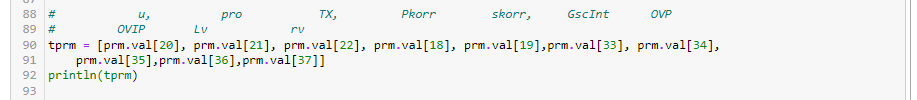 88 # u, pro TX, Pkorr skorr, GscInt OVP
89 # OVIP Lv rv
90 tprm = [prm.val[20], prm.val[21], prm.val[22], prm.val[18], prm.val[19],prm.val[33], prm.val[34],
91 prm.val[35],prm.val[36],prm.val[37]]
92 println(tprm)
93